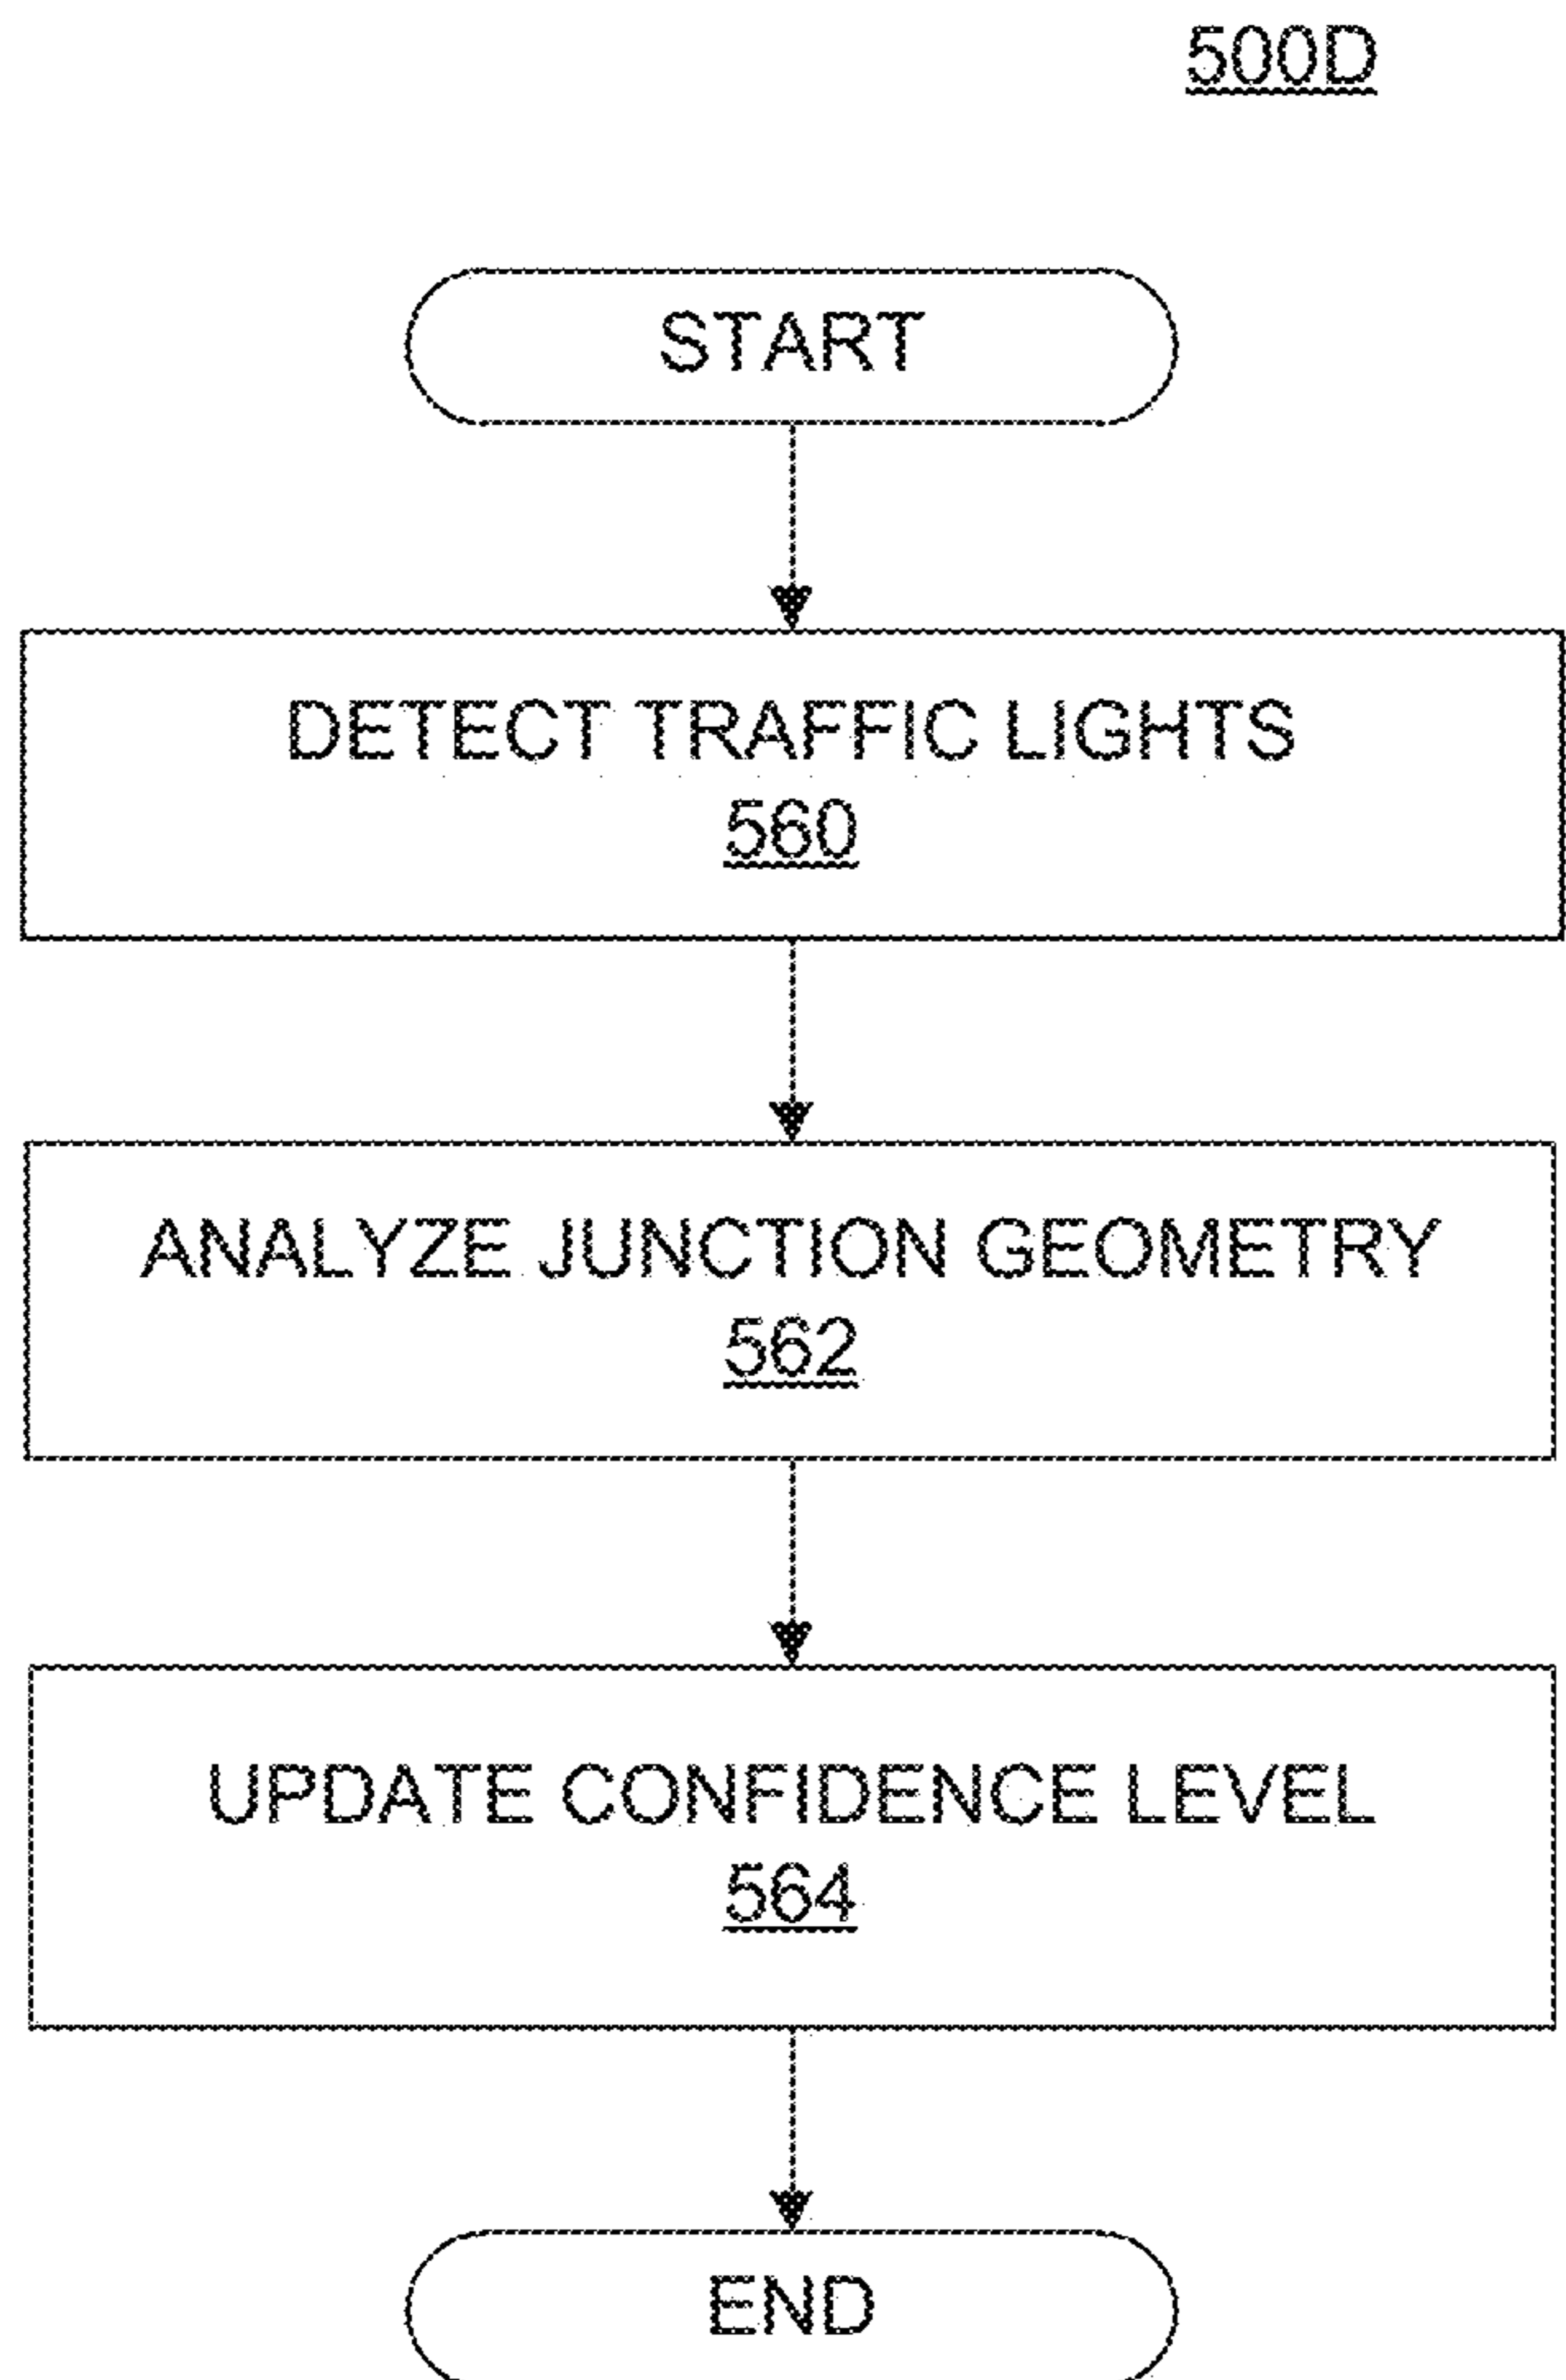 500D
START
DETECT TRAFFIC LIGHTS
560
ANALYZE JUNCTION GEOMETRY
562
UPDATE CONFIDENCE LEVEL
564
END